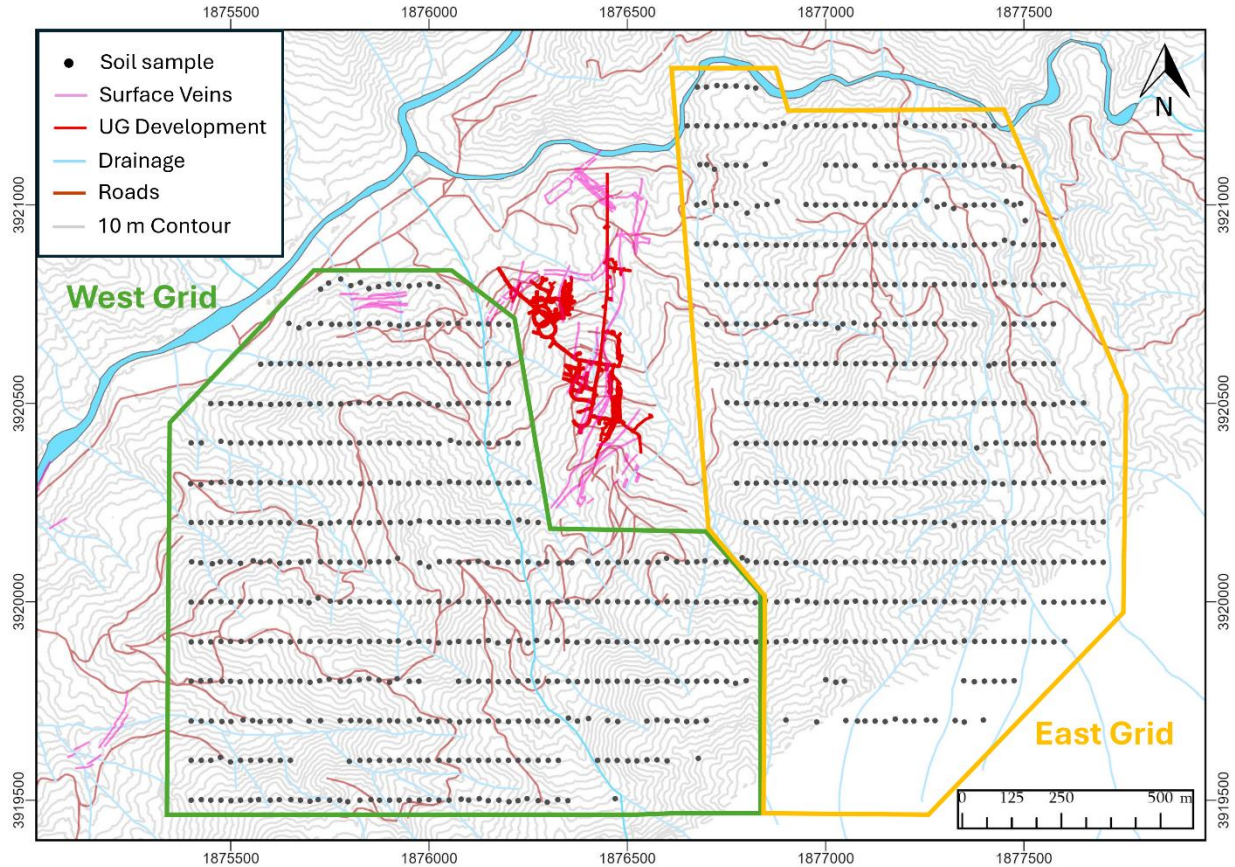 1875500 1876000 1876500 1877000 1877500
Soil sample
Surface Veins
UG Development
Drainage
Roads
10 m Contour
N
3921000 3921000
West Grid
3920500 3920500
3920000 3920000
East Grid
3919500 3919500
0 125 250 500 m
1875500 1876000 1876500 1877000 1877500